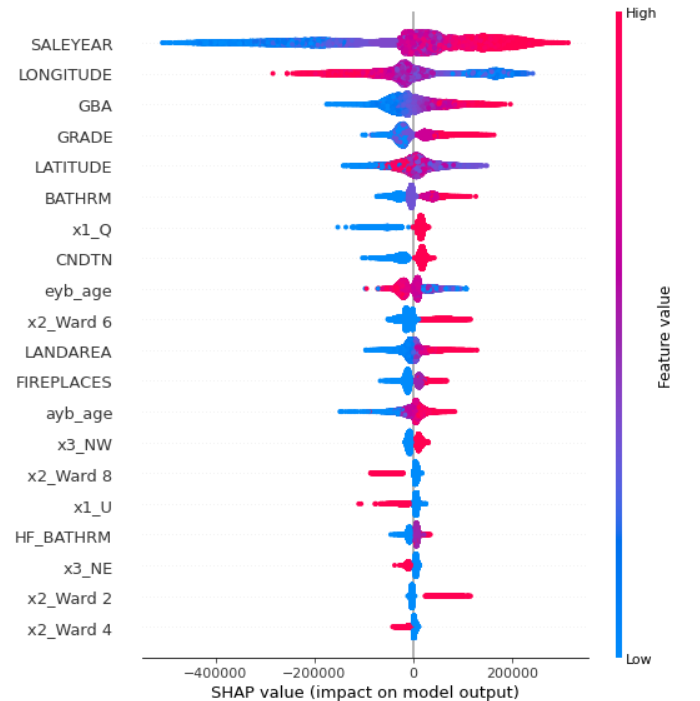 High
SALEYEAR
LONGITUDE
GBA
GRADE
LATITUDE
BATHRM
x1_Q
CNDTN
eyb_age
x2_Ward 6
LANDAREA
FIREPLACES
ayb_age
x3_NW
x2_Ward 8
x1_U
HF_BATHRM
x3_NE
x2_Ward 2
x2_Ward 4
Feature value
Low
−400000 −200000 0 200000
SHAP value (impact on model output)